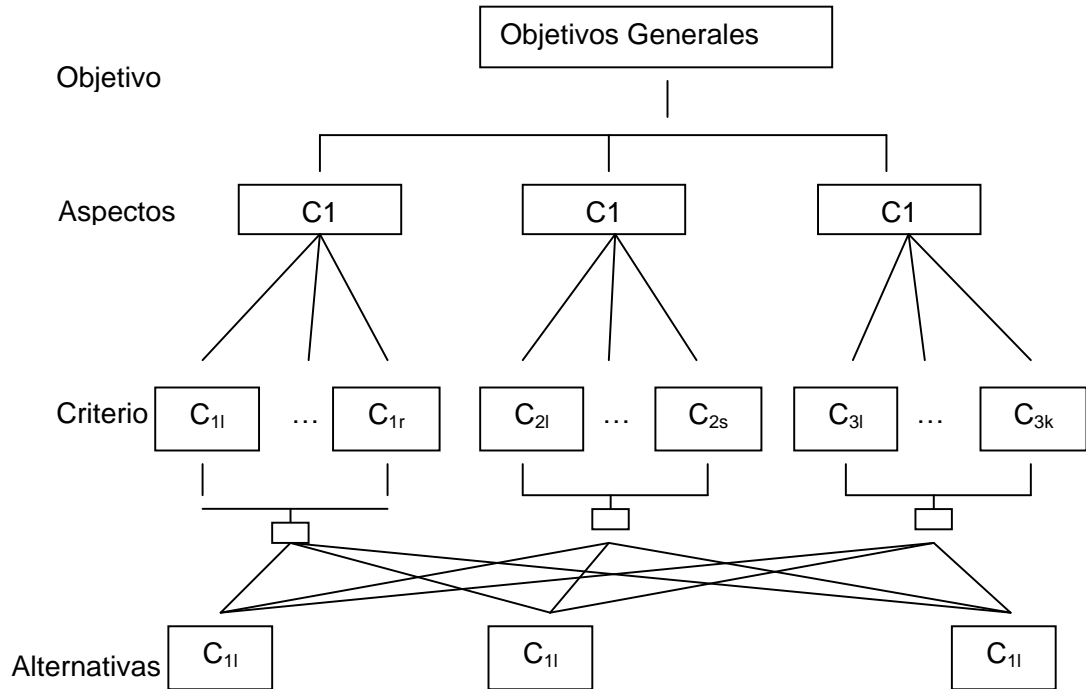 Objetivos Generales
Objetivo
Aspectos
C1
C1
C1
Criterio
C1l
…
C1r
C2l
…
C2s
C3l
…
C3k
Alternativas
C1l
C1l
C1l